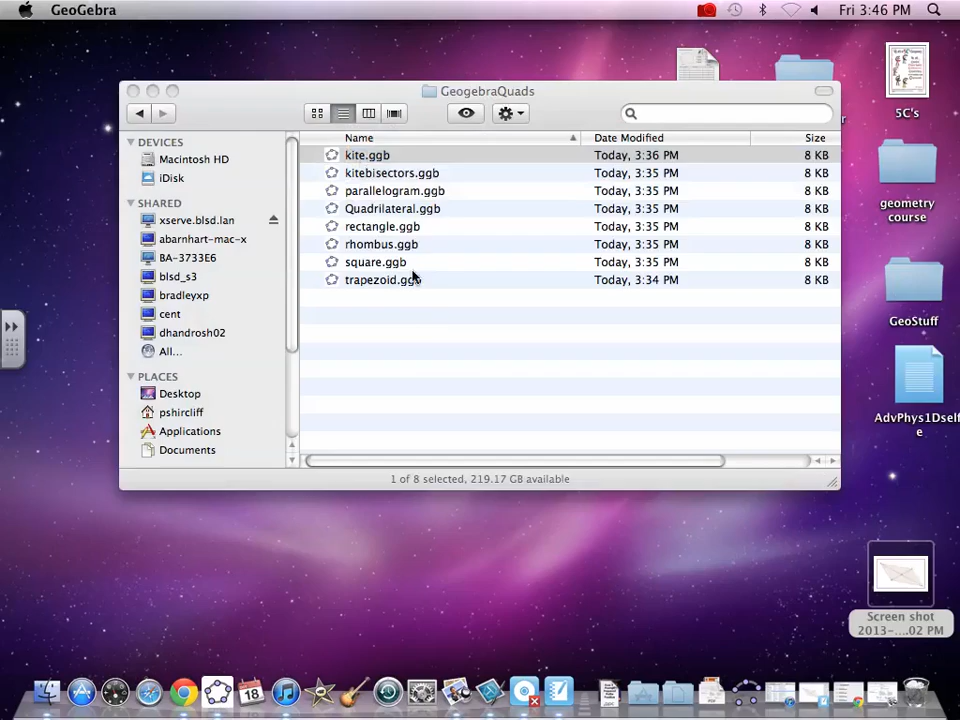 GeoGebra
Fri 3:46 PM
GeogebraQuads
5C's
geometry
course
GeoStuff
AdvPhys1Dself
e
Screen shot
2013-....02 PM
DEVICES
Macintosh HD
iDisk
SHARED
xserve.blsd.lan
abarnhart-mac-x
BA-3733E6
blsd_s3
bradleyxp
cent
dhandrosh02
All...
PLACES
Desktop
pshircliff
Applications
Documents
Name Date Modified Size
kite.ggb Today, 3:36 PM 8 KB
kitebisectors.ggb Today, 3:35 PM 8 KB
parallelogram.ggb Today, 3:35 PM 8 KB
Quadrilateral.ggb Today, 3:35 PM 8 KB
rectangle.ggb Today, 3:35 PM 8 KB
rhombus.ggb Today, 3:35 PM 8 KB
square.ggb Today, 3:35 PM 8 KB
trapezoid.ggb Today, 3:34 PM 8 KB
1 of 8 selected, 219.17 GB available
18